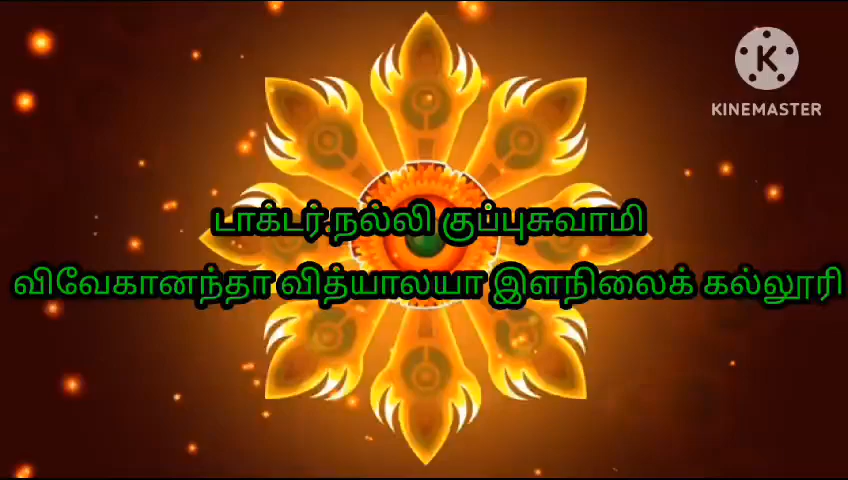 KINEMASTER
டாக்டர்.நல்லி குப்புசுவாமி
விவேகானந்தா வித்யாலயா இளநிலைக் கல்லூரி